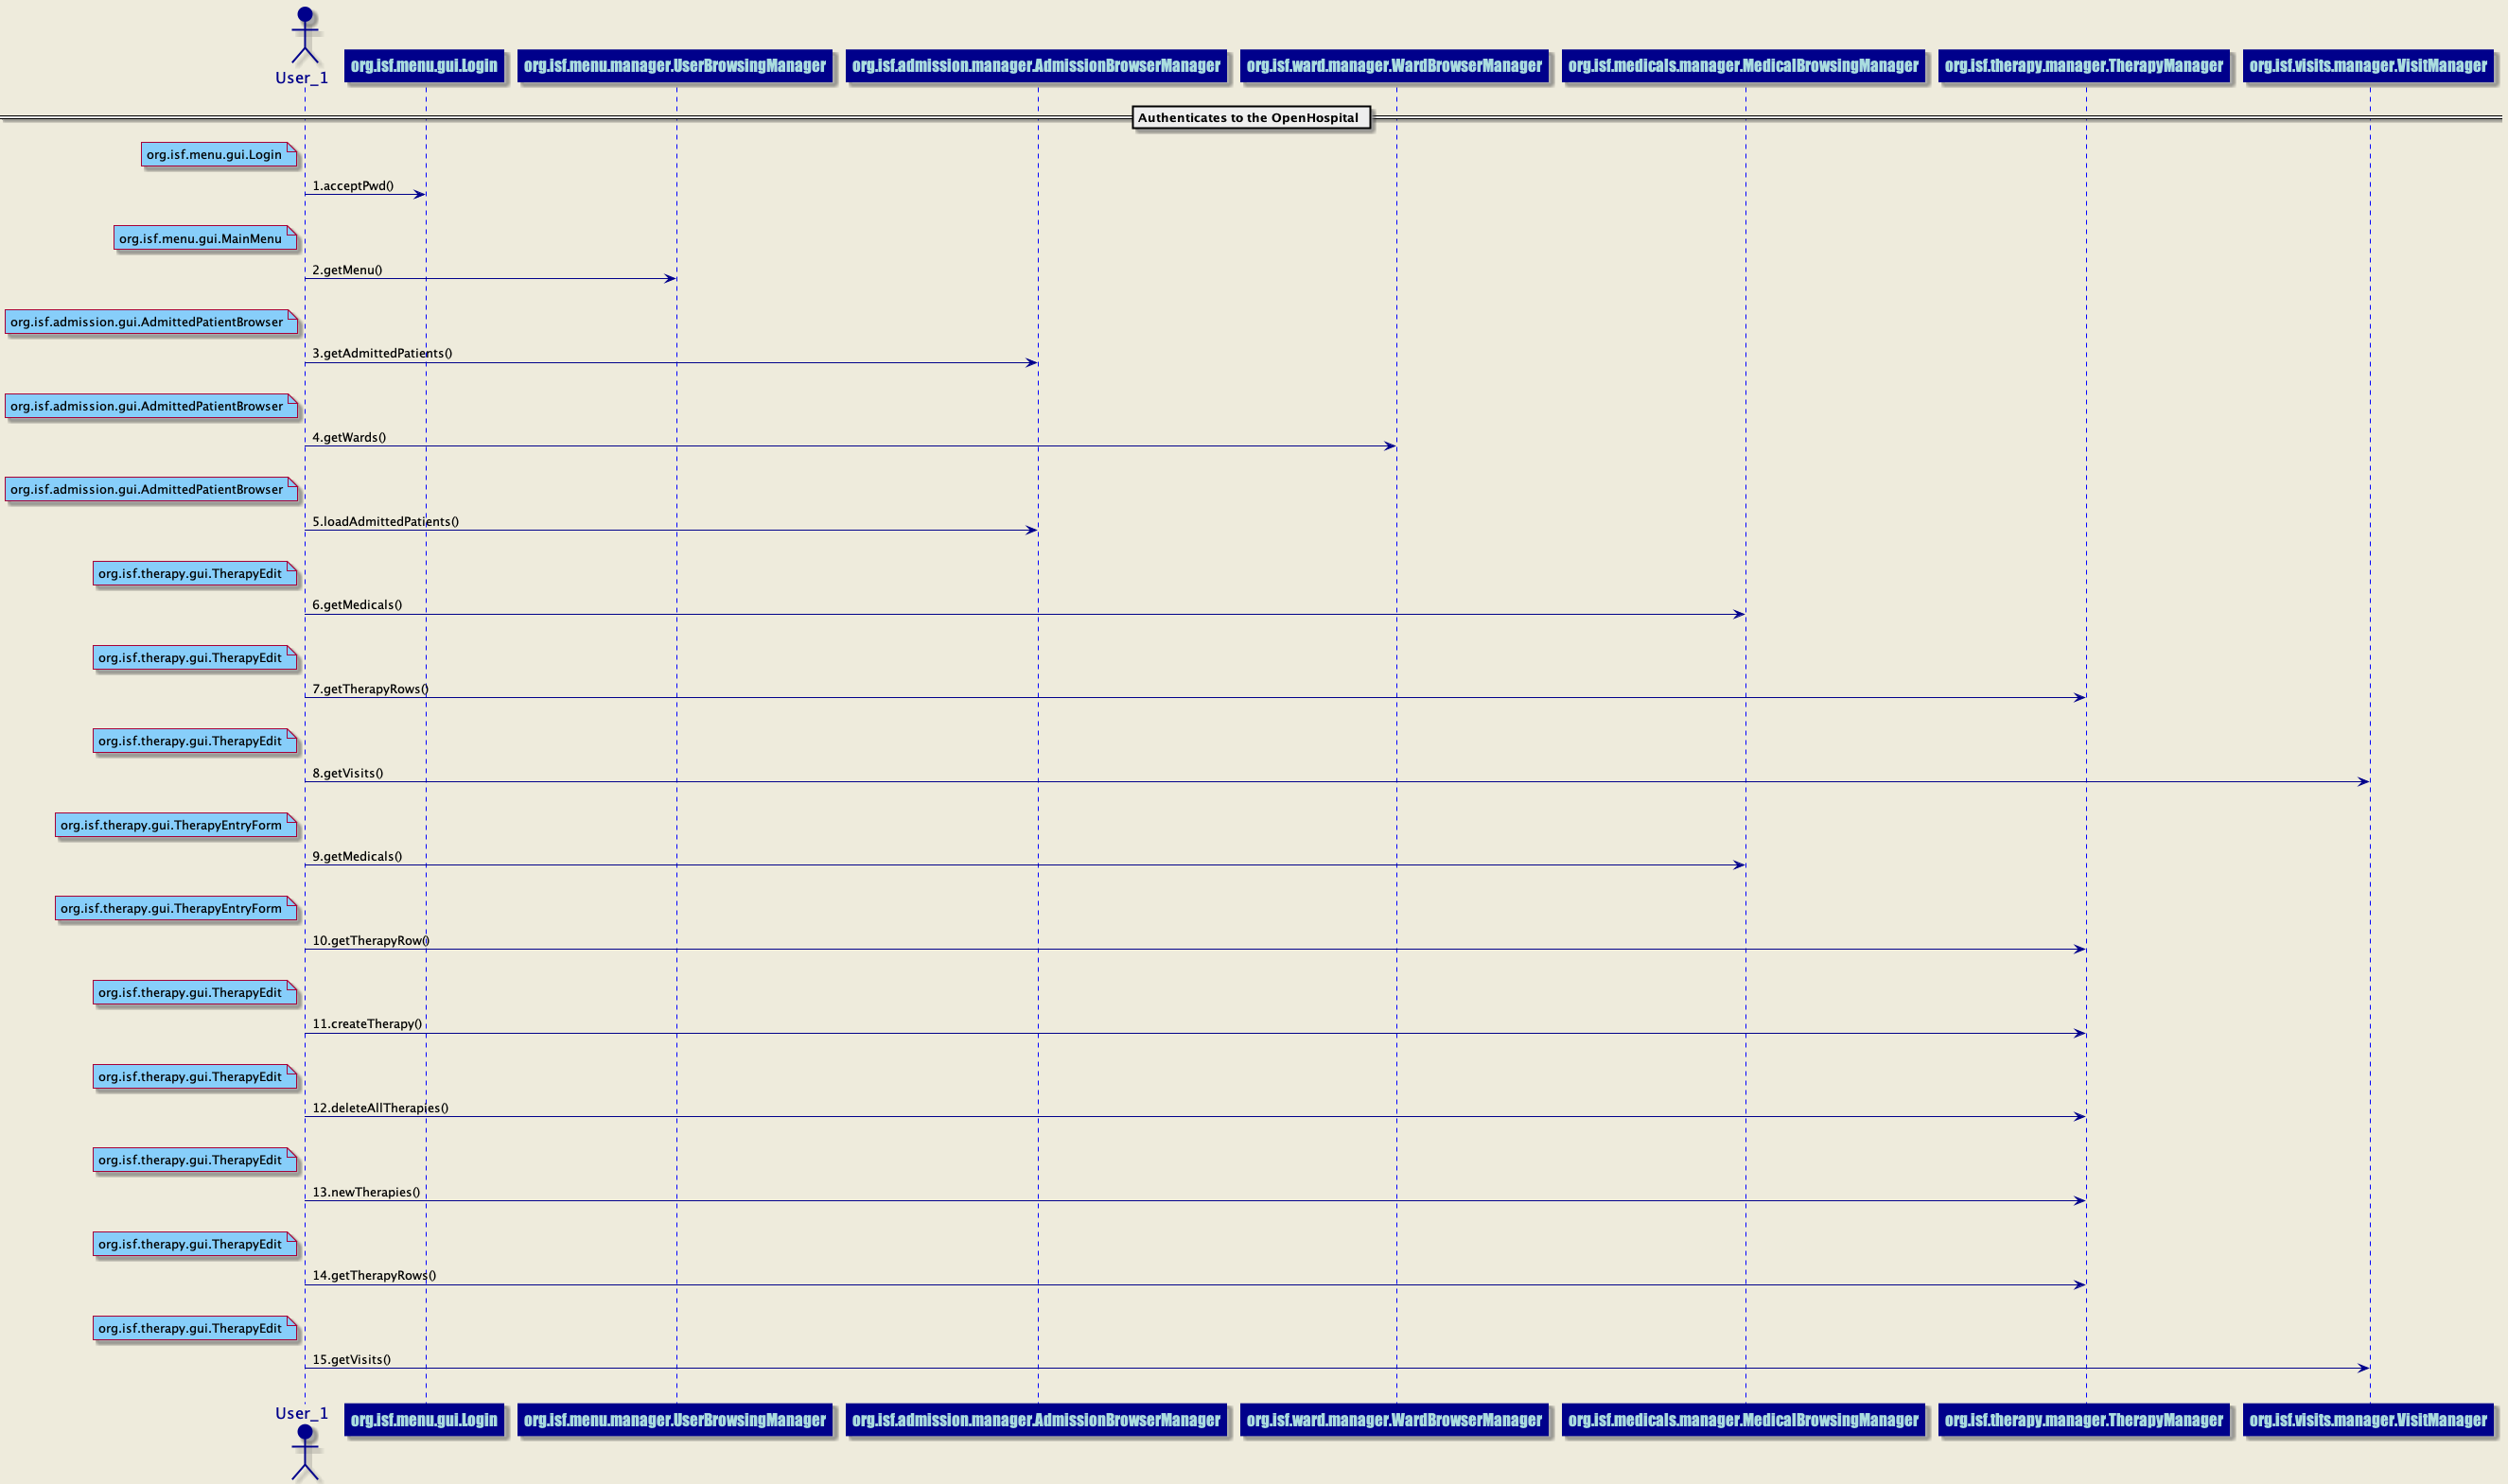 User_1
org.isf.menu.gui.Login
org.isf.menu.manager.UserBrowsingManager
org.isf.admission.manager.AdmissionBrowserManager
org.isf.ward.manager.WardBrowserManager
org.isf.medicals.manager.MedicalBrowsingManager
org.isf.therapy.manager.TherapyManager
org.isf.visits.manager.VisitManager
Authenticates to the OpenHospital
org.isf.menu.gui.Login
1.acceptPwd()
org.isf.menu.gui.MainMenu
2.getMenu()
org.isf.admission.gui.AdmittedPatientBrowser
3.getAdmittedPatients()
org.isf.admission.gui.AdmittedPatientBrowser
4.getWards()
org.isf.admission.gui.AdmittedPatientBrowser
5.loadAdmittedPatients()
org.isf.therapy.gui.TherapyEdit
6.getMedicals()
org.isf.therapy.gui.TherapyEdit
7.getTherapyRows()
org.isf.therapy.gui.TherapyEdit
8.getVisits()
org.isf.therapy.gui.TherapyEntryForm
9.getMedicals()
org.isf.therapy.gui.TherapyEntryForm
10.getTherapyRow()
org.isf.therapy.gui.TherapyEdit
11.createTherapy()
org.isf.therapy.gui.TherapyEdit
12.deleteAllTherapies()
org.isf.therapy.gui.TherapyEdit
13.newTherapies()
org.isf.therapy.gui.TherapyEdit
14.getTherapyRows()
org.isf.therapy.gui.TherapyEdit
15.getVisits()
User_1
org.isf.menu.gui.Login
org.isf.menu.manager.UserBrowsingManager
org.isf.admission.manager.AdmissionBrowserManager
org.isf.ward.manager.WardBrowserManager
org.isf.medicals.manager.MedicalBrowsingManager
org.isf.therapy.manager.TherapyManager
org.isf.visits.manager.VisitManager